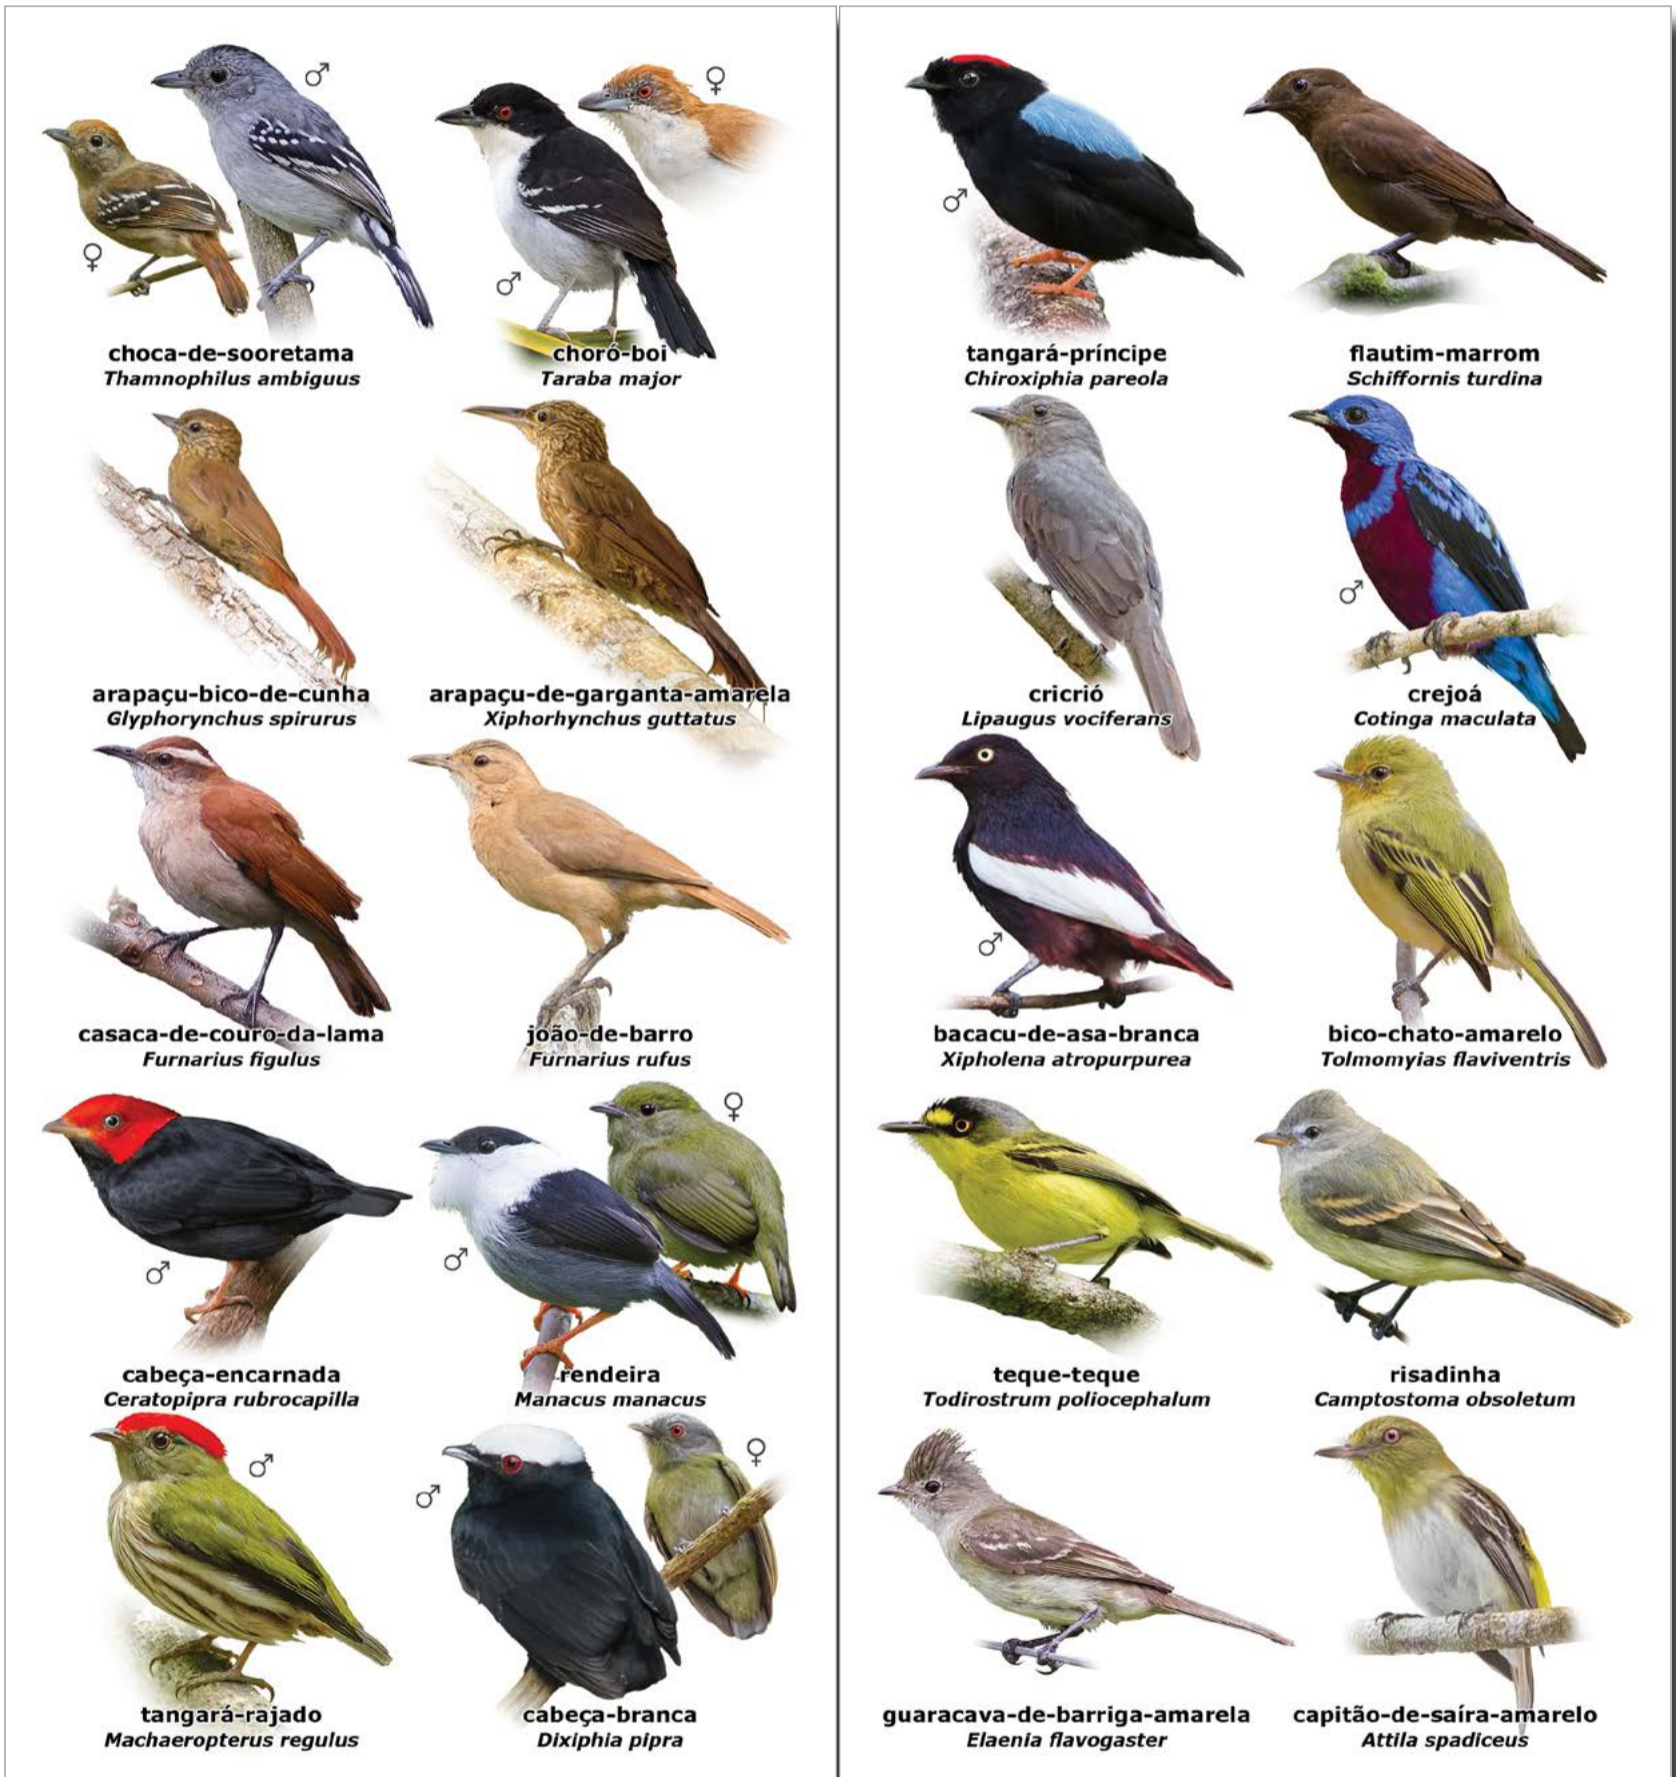 ♂
♀
♀
♂
choca-de-sooretama
Thamnophilus ambiguus
choró-boi
Taraba major
arapaçu-bico-de-cunha
Glyphorynchus spirurus
arapaçu-de-garganta-amarela
Xiphorhynchus guttatus
casaca-de-couro-da-lama
Furnarius figulus
joão-de-barro
Furnarius rufus
♂
cabeça-encarnada
Ceratopipra rubrocapilla
♀
♂
rendeira
Manacus manacus
♂
tangará-rajado
Machaeropterus regulus
♂
♀
cabeça-branca
Dixiphia pipra
♂
tangará-príncipe
Chiroxiphia pareola
flautim-marrom
Schiffornis turdina
cricrió
Lipaugus vociferans
♂
crejoá
Cotinga maculata
♂
bacacu-de-asa-branca
Xipholena atropurpurea
bico-chato-amarelo
Tolmomyias flaviventris
teque-teque
Todirostrum poliocephalum
risadinha
Camptostoma obsoletum
guaracava-de-barriga-amarela
Elaenia flavogaster
capitão-de-saíra-amarelo
Attila spadiceus